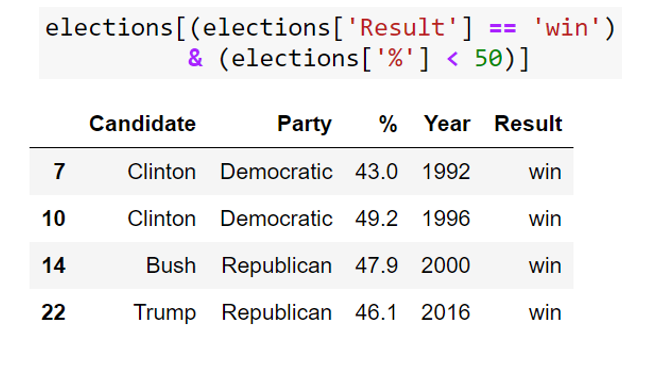 elections[(elections['Result'] == 'win')
& (elections['%'] < 50)]
Candidate Party % Year Result
7 Clinton Democratic 43.0 1992 win
10 Clinton Democratic 49.2 1996 win
14 Bush Republican 47.9 2000 win
22 Trump Republican 46.1 2016 win